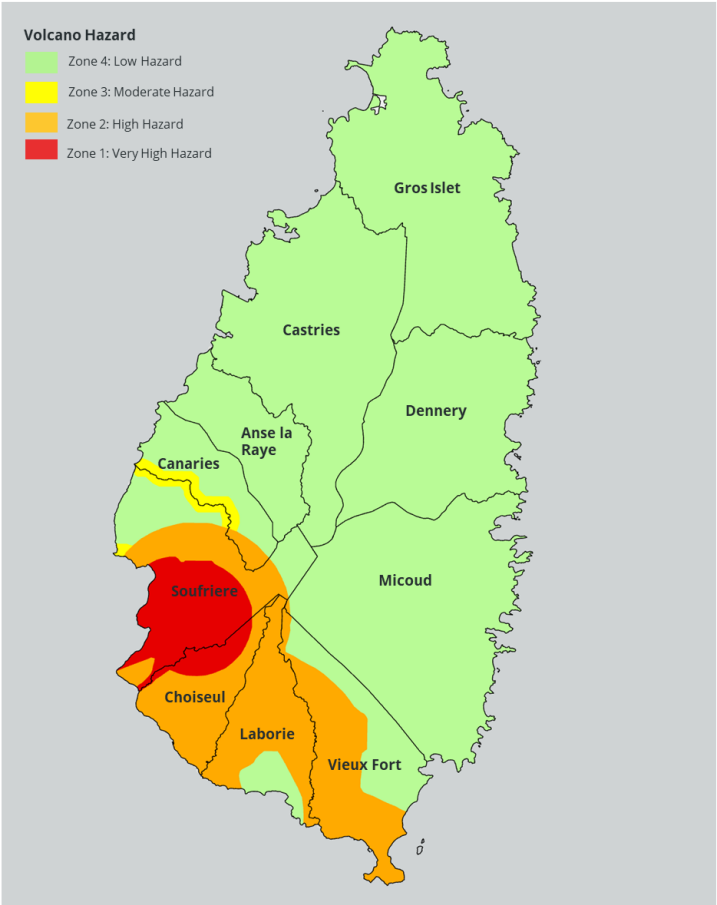 Volcano Hazard
Zone 4: Low Hazard
Zone 3: Moderate Hazard
Zone 2: High Hazard
Zone 1: Very High Hazard
Gros Islet
Castries
Dennery
Anse la
Raye
Canaries
Micoud
Soufriere
Choiseul
Laborie
Vieux Fort